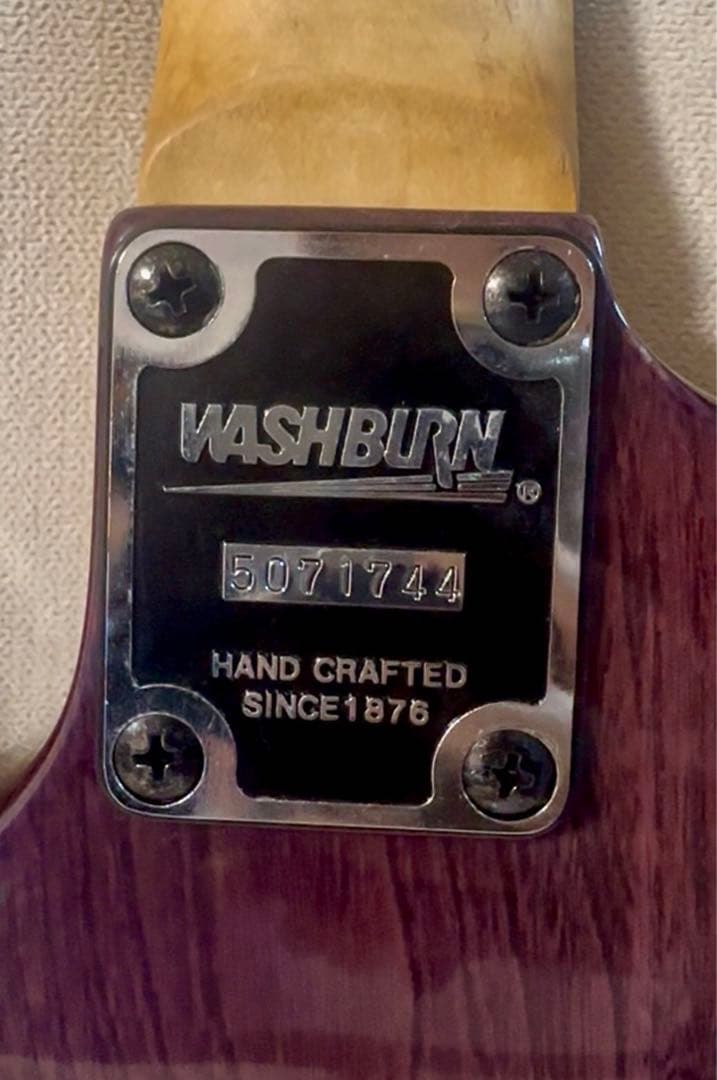 WASHBURN ®
5071744
HAND CRAFTED
SINCE1876